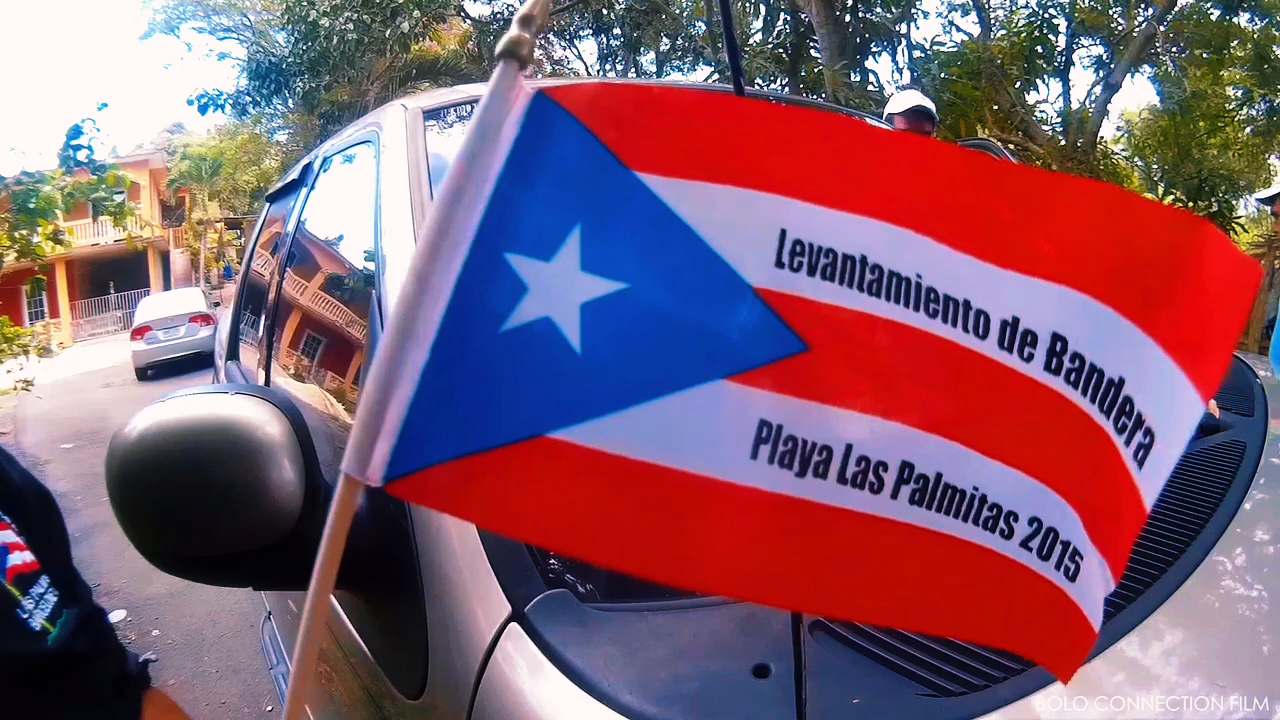 Levantamiento de Bandera
Playa Las Palmitas 2015
BOLO CONNECTION FILM